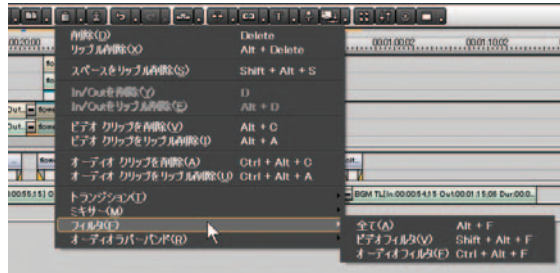 00:20:00
00:01:00;02
00:01:10;02
削除(D) Delete
リップル削除(X) Alt + Delete
スペースをリップル削除(S) Shift + Alt + S
In/Outを削除(Y) D
In/Outをリップル削除(E) Alt + D
ビデオ クリップを削除(V) Alt + C
ビデオ クリップをリップル削除(I) Alt + A
オーディオ クリップを削除(A) Ctrl + Alt + C
オーディオ クリップをリップル削除(U) Ctrl + Alt + A
トランジション(T)
BGM TL[In:00:00:54;15 Out:00:01:15;06 Dur:00:0...
ミキサー(M)
フィルタ(F)
全て(A) Alt + F
オーディオラバーバンド(R)
ビデオフィルタ(V) Shift + Alt + F
オーディオフィルタ(F) Ctrl + Alt + F